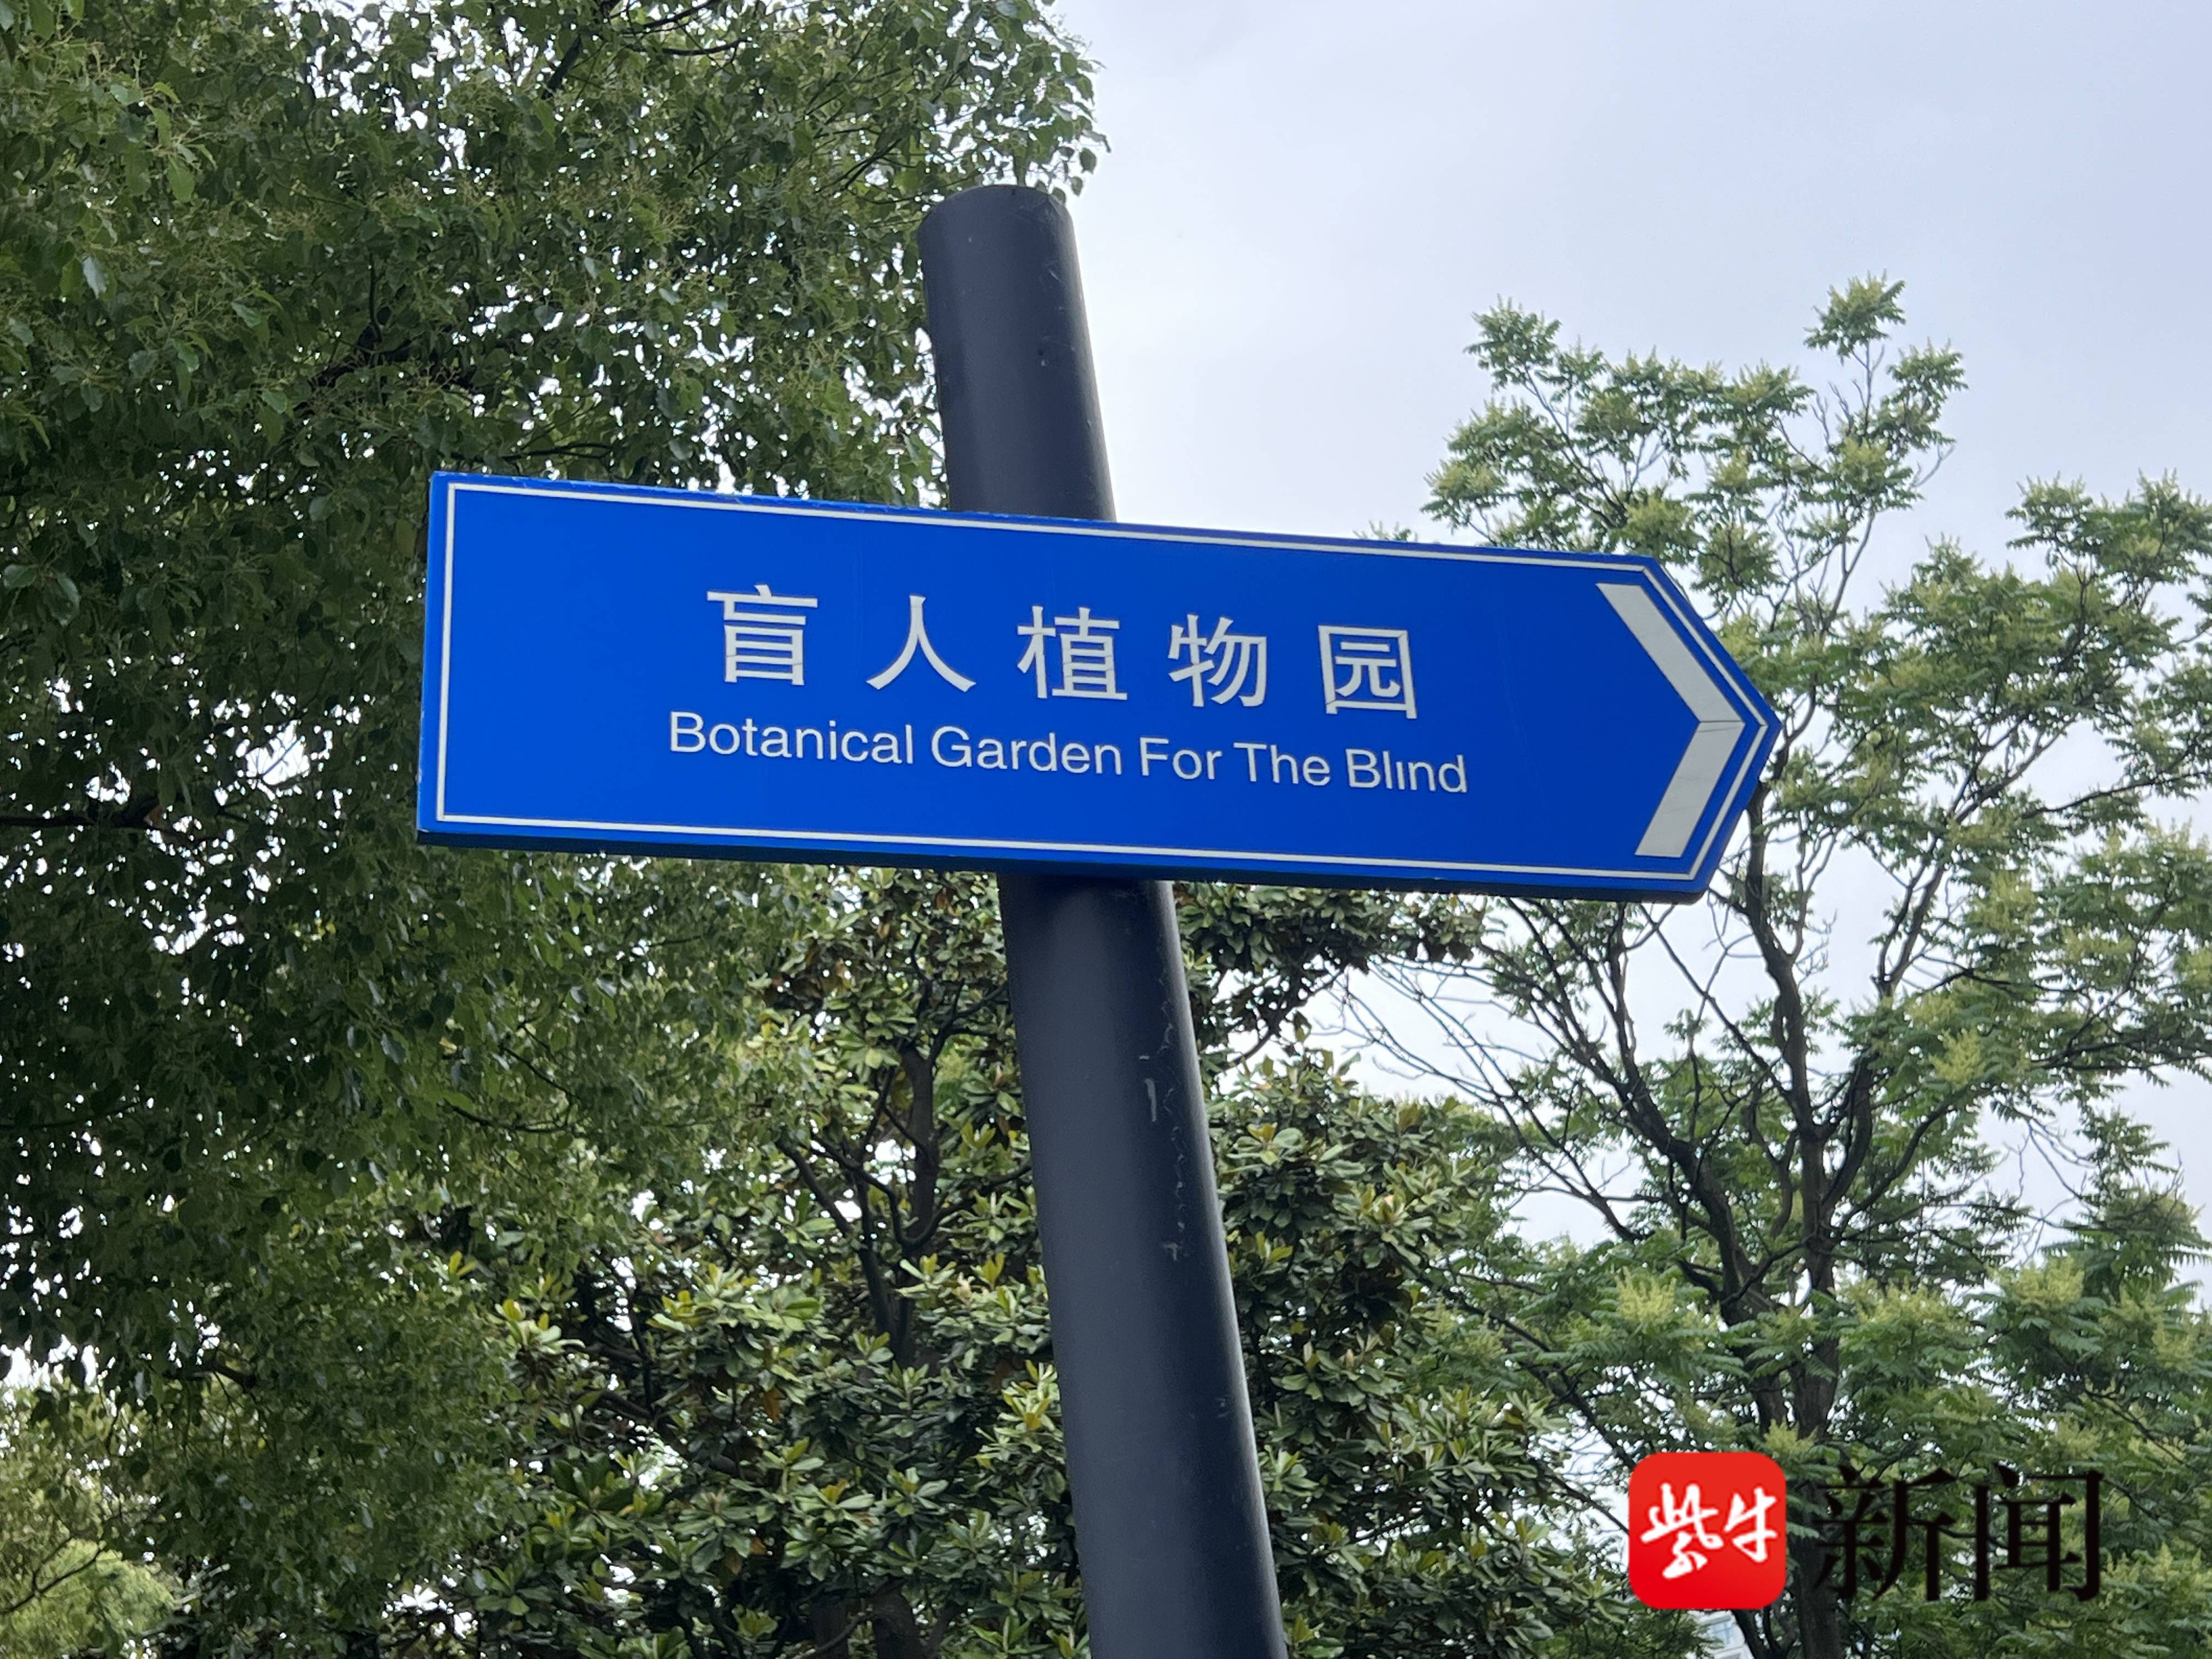 盲人植物园
Botanical Garden For The Blind
紫牛 新闻